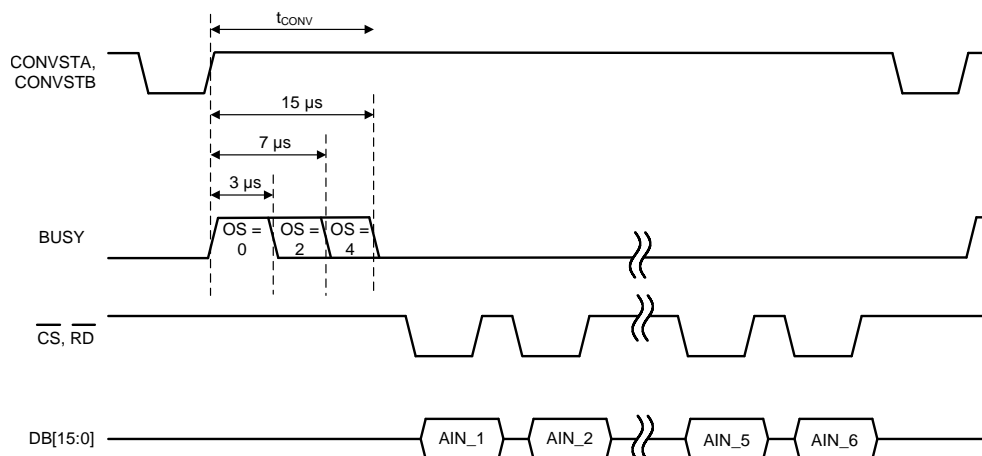 tCONV
CONVSTA,
CONVSTB
15 µs
7 µs
3 µs
BUSY
OS =
0
OS =
2
OS =
4
CS, RD
DB[15:0]
AIN_1
AIN_2
AIN_5
AIN_6